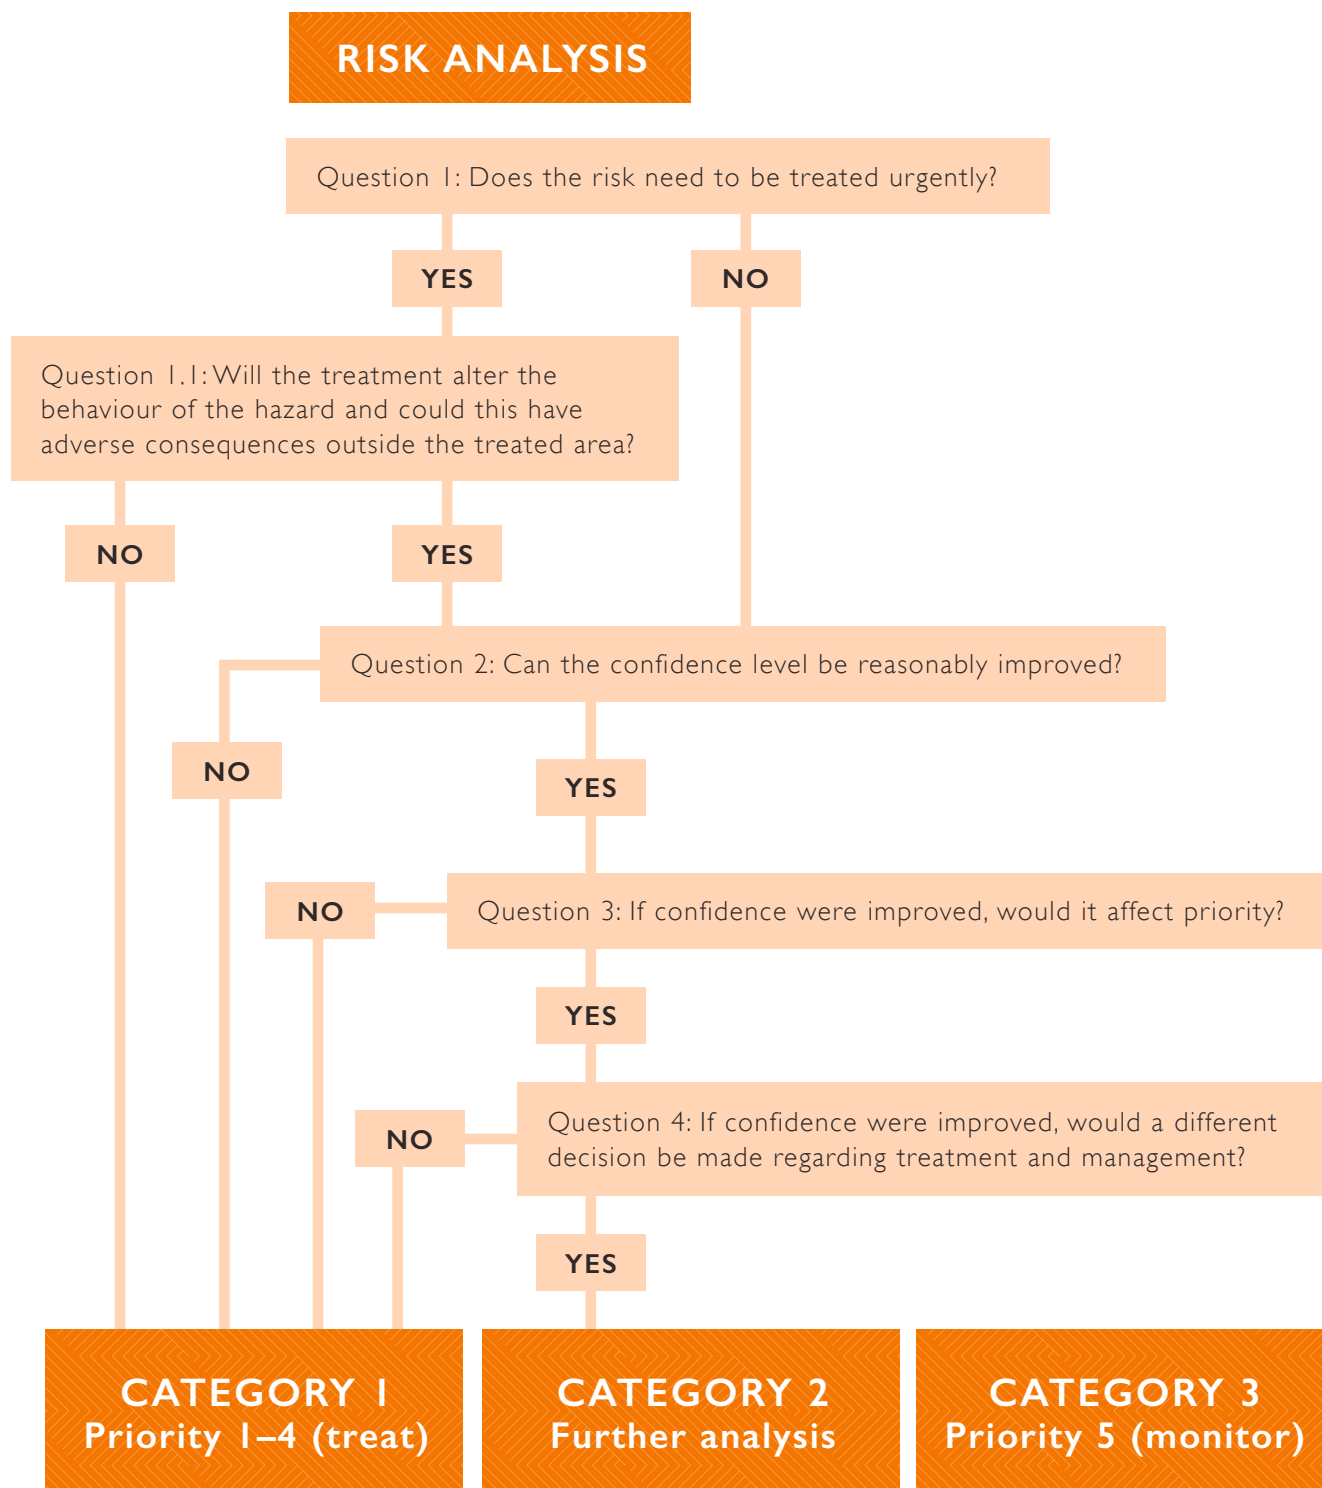 RISK ANALYSIS
Question 1: Does the risk need to be treated urgently?
YES
NO
Question 1.1: Will the treatment alter the
behaviour of the hazard and could this have
adverse consequences outside the treated area?
NO
YES
Question 2: Can the confidence level be reasonably improved?
NO
YES
NO
Question 3: If confidence were improved, would it affect priority?
YES
NO
Question 4: If confidence were improved, would a different
decision be made regarding treatment and management?
YES
CATEGORY 1
Priority 1–4 (treat)
CATEGORY 2
Further analysis
CATEGORY 3
Priority 5 (monitor)